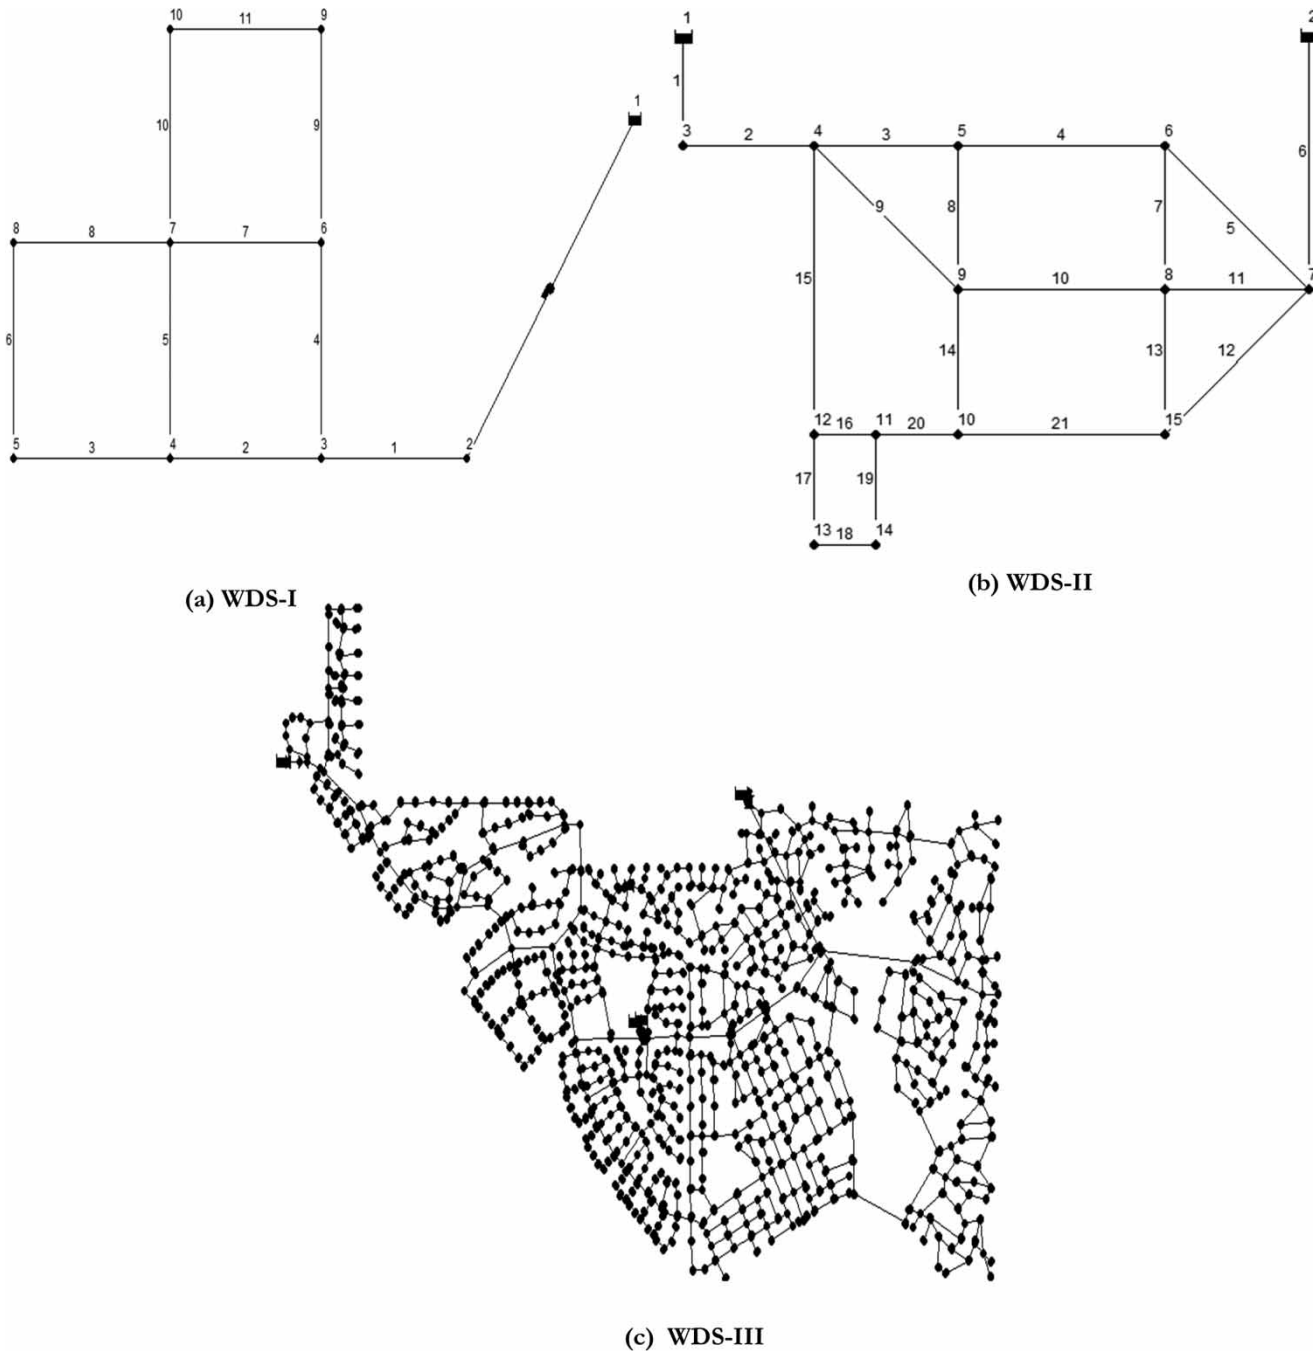 10 11 9
1
10 9
8 8 7 7 6
6 5 4
5 3 4 2 3 1 2
(a) WDS-I
1 2
1
3 2 4 3 5 4 6
6
9 8 7 5
15 9 10 8 11 7
14 13 12
12 16 11 20 10 21 15
17 19
13 18 14
(b) WDS-II
(c) WDS-III